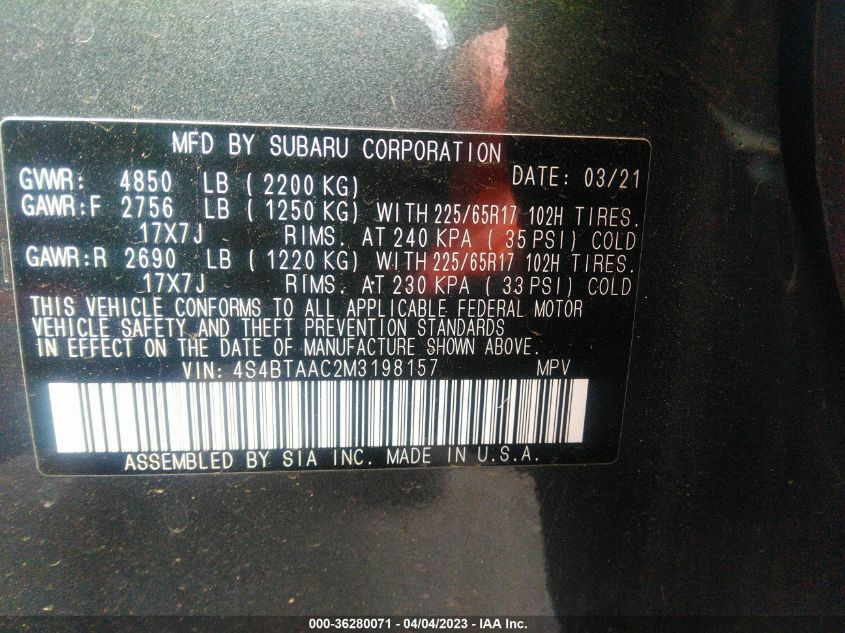 MFD BY SUBARU CORPORATION
GVWR: 4850 LB ( 2200 KG) DATE: 03/21
GAWR:F 2756 LB ( 1250 KG) WITH 225/65R17 102H TIRES.
17X7J RIMS. AT 240 KPA ( 35 PSI) COLD
GAWR:R 2690 LB ( 1220 KG) WITH 225/65R17 102H TIRES.
17X7J RIMS. AT 230 KPA ( 33 PSI) COLD
THIS VEHICLE CONFORMS TO ALL APPLICABLE FEDERAL MOTOR
VEHICLE SAFETY AND THEFT PREVENTION STANDARDS
IN EFFECT ON THE DATE OF MANUFACTURE SHOWN ABOVE.
VIN: 4S4BTAAC2M3198157 MPV
ASSEMBLED BY SIA INC. MADE IN U.S.A.
000-36280071 - 04/04/2023 - IAA Inc.